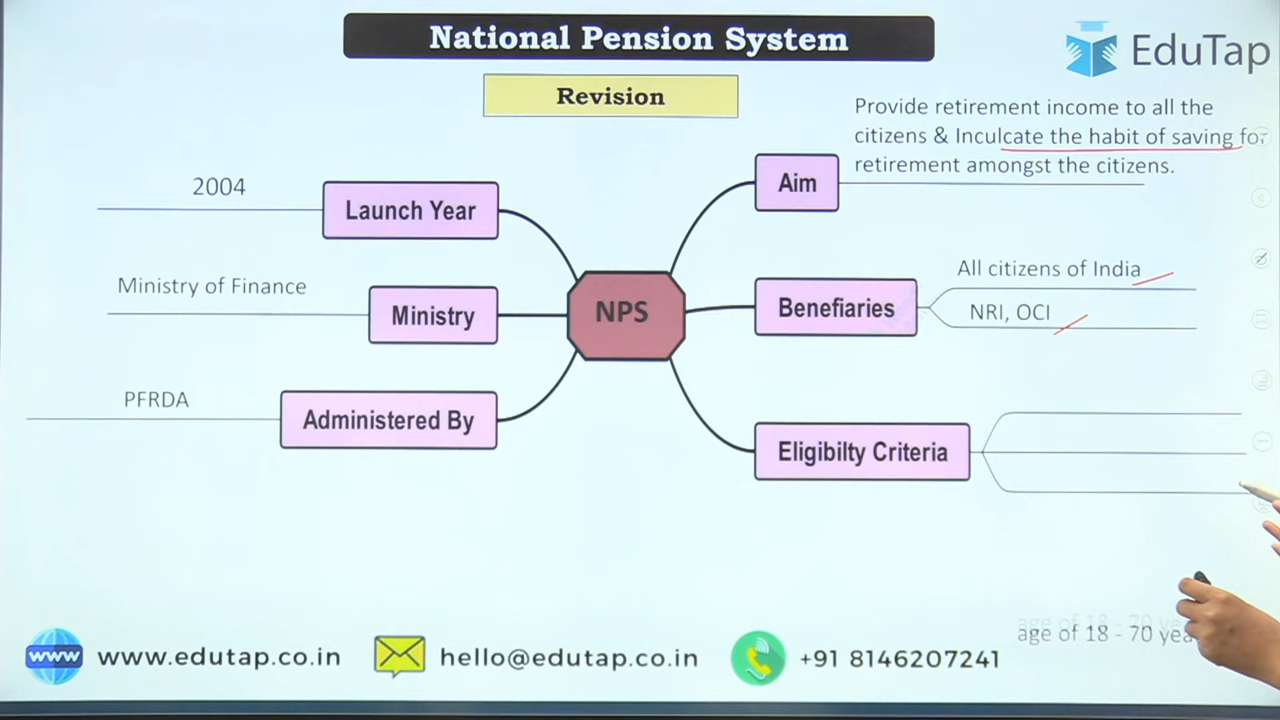 National Pension System
EduTap
Revision
Provide retirement income to all the
citizens & Inculcate the habit of saving for
retirement amongst the citizens.
Aim
2004
Launch Year
All citizens of India
Ministry of Finance
NRI, OCI
Ministry
NPS
Benefiaries
PFRDA
Administered By
Eligibilty Criteria
age of 18 - 70
www.edutap.co.in
hello@edutap.co.in
+91 8146207241